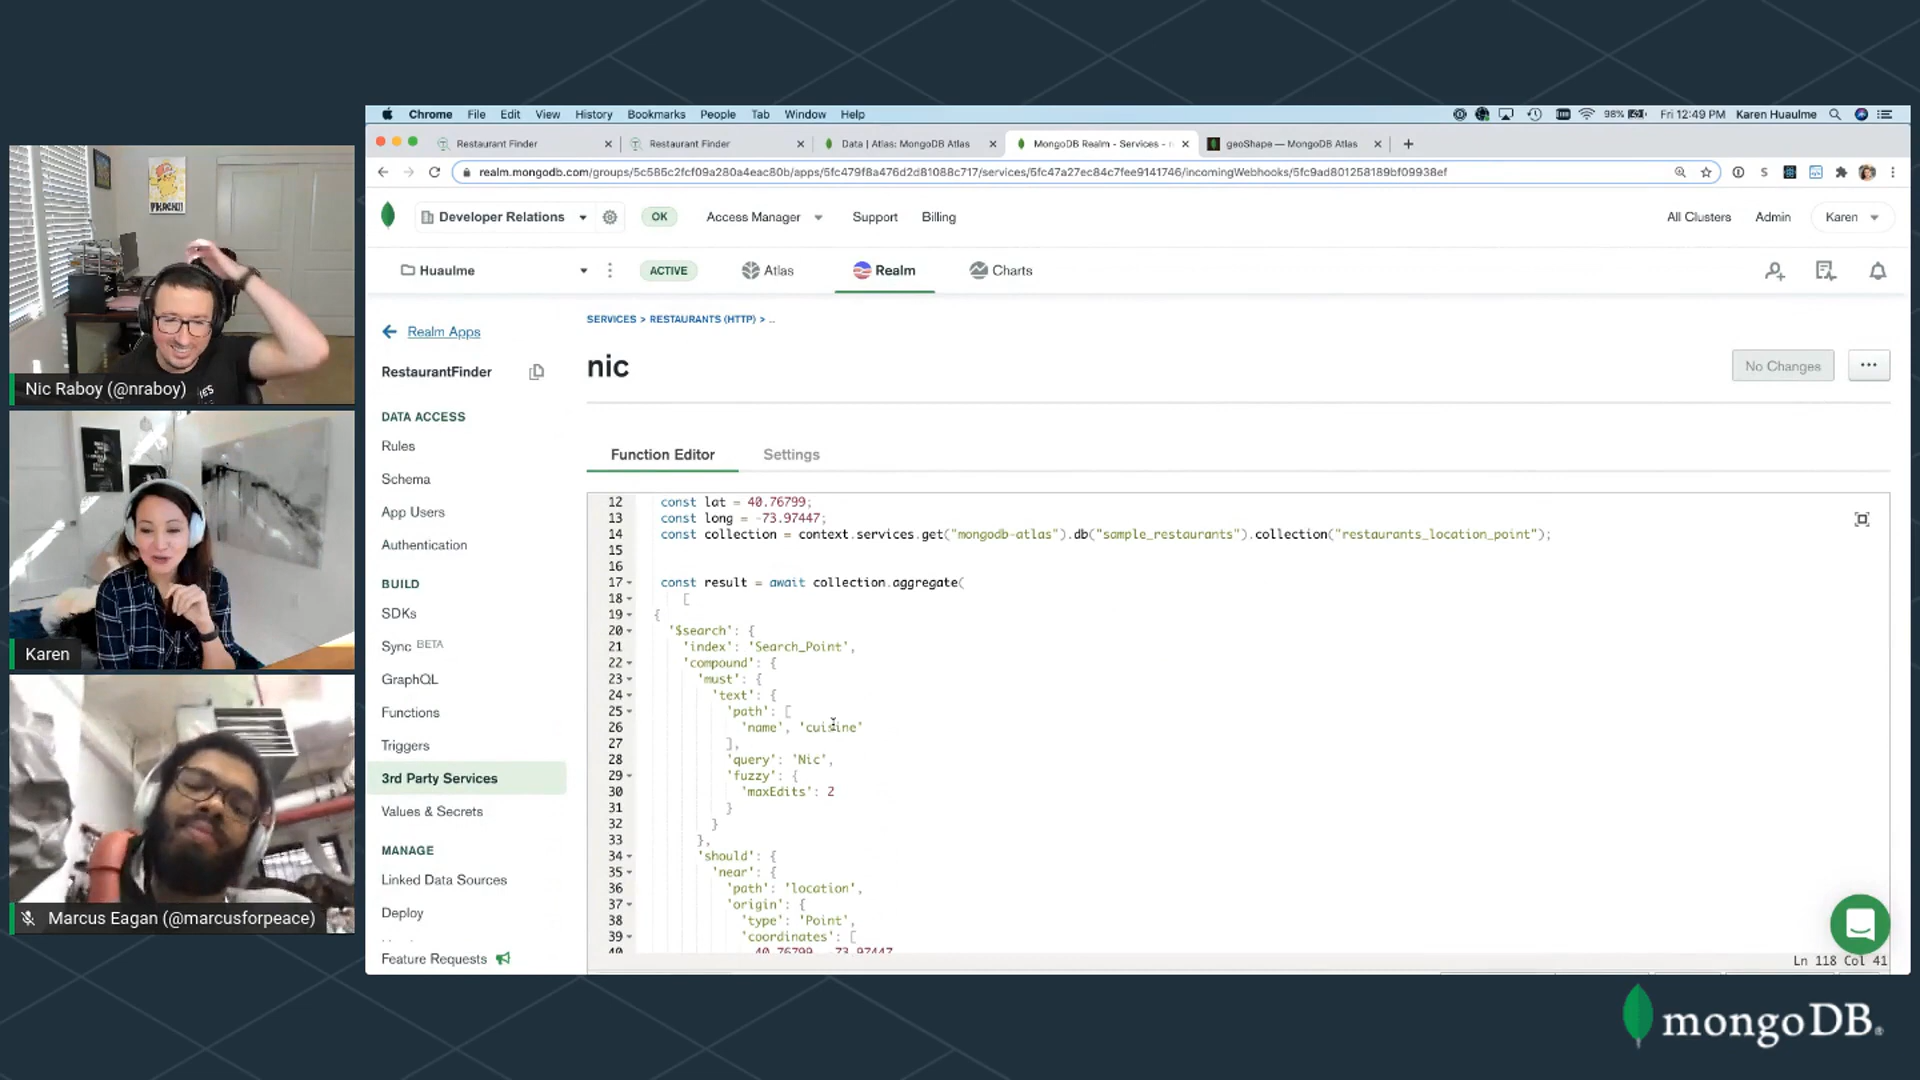 Chrome File Edit View History Bookmarks People Tab Window Help 98% Fri 12:49 PM Karen Huaulme
Restaurant Finder Restaurant Finder Data | Atlas: MongoDB Atlas MongoDB Realm - Services - r geoShape — MongoDB Atlas
realm.mongodb.com/groups/5c585c2fcf09a280a4eac80b/apps/5fc479f8a476d2d81088c717/services/5fc47a27ec84c7fee9141746/incomingWebhooks/5fc9ad801258189bf09938ef
Developer Relations OK Access Manager Support Billing All Clusters Admin Karen
Huaulme ACTIVE Atlas Realm Charts
PIKACHU!
Nic Raboy (@nraboy)
Karen
Marcus Eagan (@marcusforpeace)
Realm Apps
RestaurantFinder
DATA ACCESS
Rules
Schema
App Users
Authentication
BUILD
SDKs
Sync BETA
GraphQL
Functions
Triggers
3rd Party Services
Values & Secrets
MANAGE
Linked Data Sources
Deploy
Feature Requests
SERVICES > RESTAURANTS (HTTP) > ..
nic
No Changes
Function Editor Settings
12 const lat = 40.76799;
13 const long = -73.97447;
14 const collection = context.services.get("mongodb-atlas").db("sample_restaurants").collection("restaurants_location_point");
15
16
17 const result = await collection.aggregate(
18 [
19 {
20 '$search': {
21 'index': 'Search_Point',
22 'compound': {
23 'must': {
24 'text': {
25 'path': [
26 'name', 'cuisine'
27 ],
28 'query': 'Nic',
29 'fuzzy': {
30 'maxEdits': 2
31 }
32 }
33 },
34 'should': {
35 'near': {
36 'path': 'location',
37 'origin': {
38 'type': 'Point',
39 'coordinates': [
40 40.76799, -73.97447
Ln 118 Col 41
mongoDB.